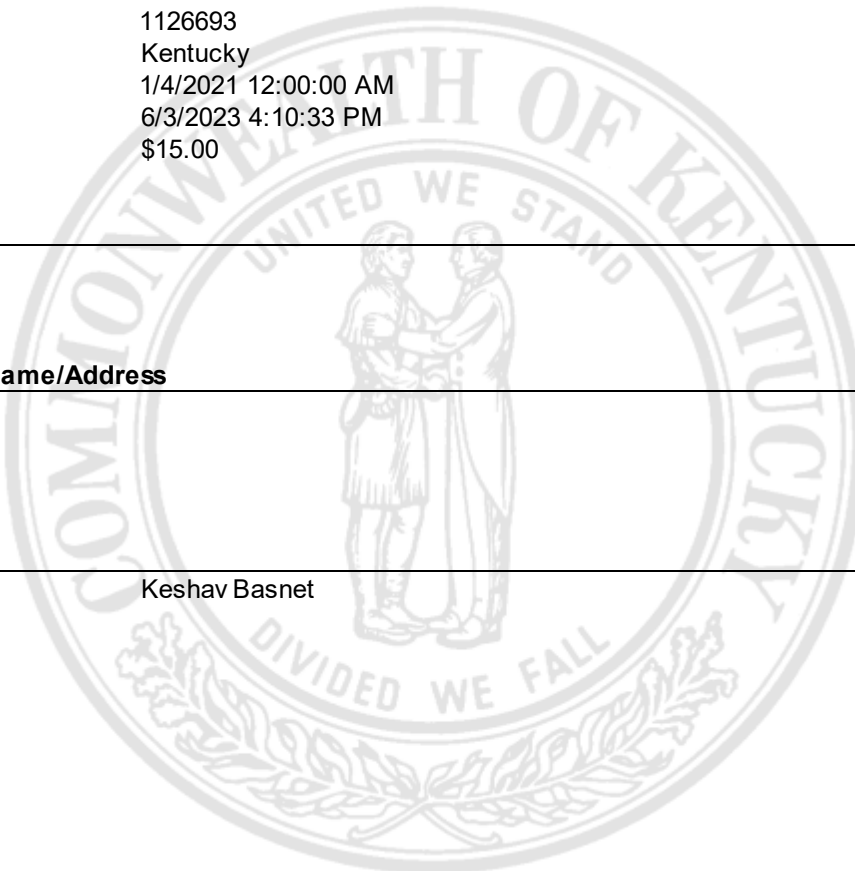 1126693
Kentucky
1/4/2021 12:00:00 AM
6/3/2023 4:10:33 PM
$15.00
COMMONWEALTH OF KENTUCKY
UNITED WE STAND
ame/Address
Keshav Basnet
DIVIDED WE FALL